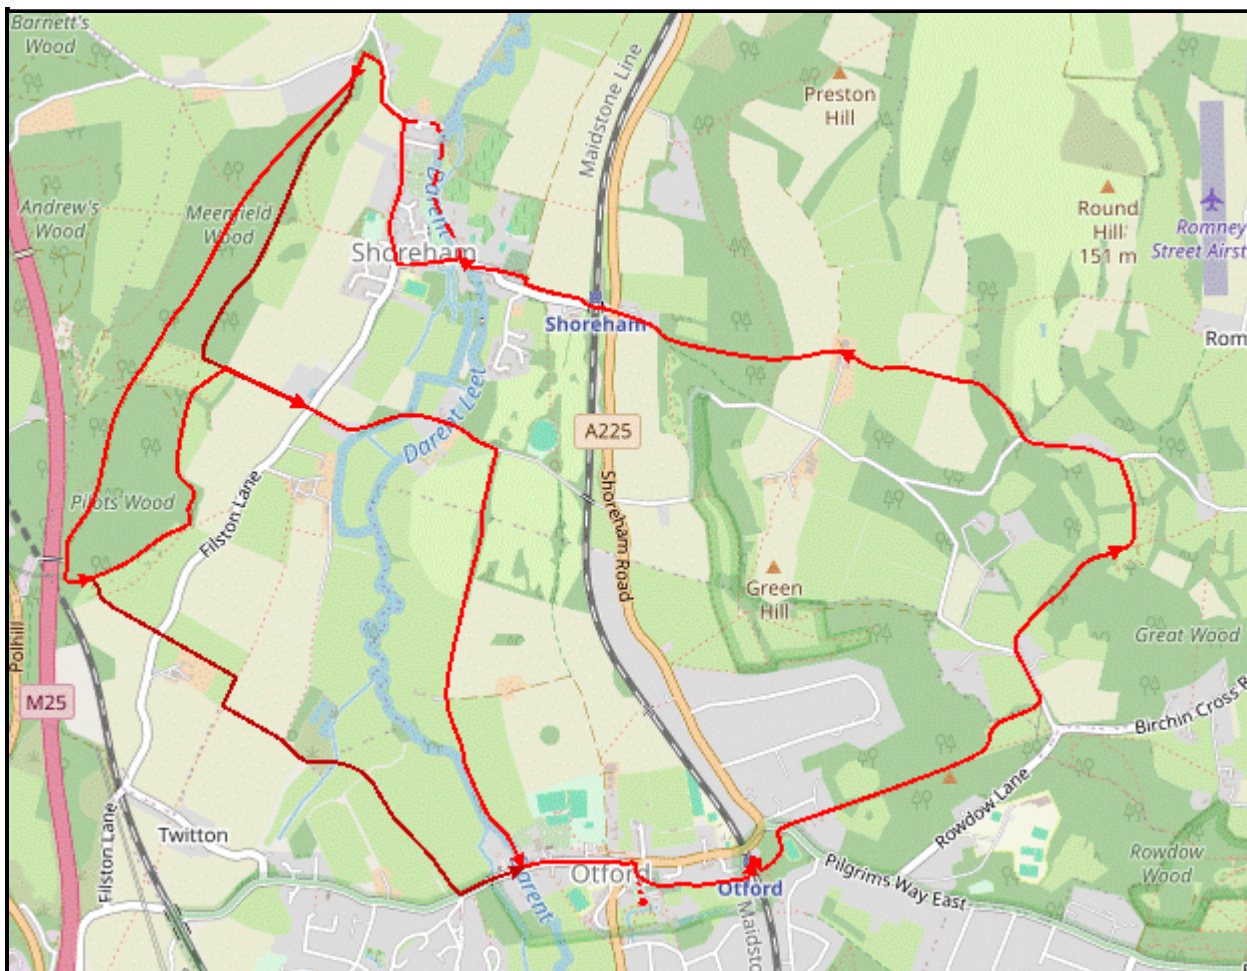 Barnett's
Wood
Maidstone Line
Preston
Hill
Andrew's
Wood
Meenfield
Wood
Darent
Round
Hill
151 m
Romney
Street Airst
Shoreham
Shoreham
Rom
Darent Leet
A225
Pilots Wood
Filston Lane
Shoreham Road
Green
Hill
Great Wood
Polhill
M25
Birchin Cross R
Filston Lane
Twitton
Rowdow Lane
Otford
Otford
Pilgrims Way East
Rowdow
Wood
Darent
Maidsto